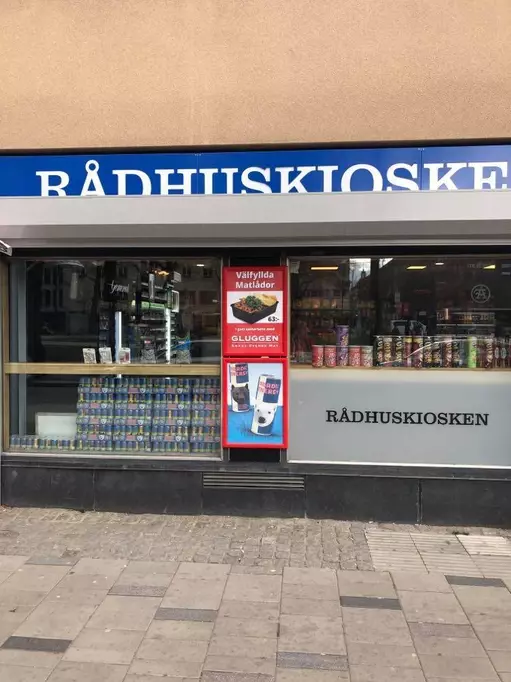 RÅDHUSKIOSKEN
Välfyllda
Matlådor
63:-
GLUGGEN
RÅDHUSKIOSKEN